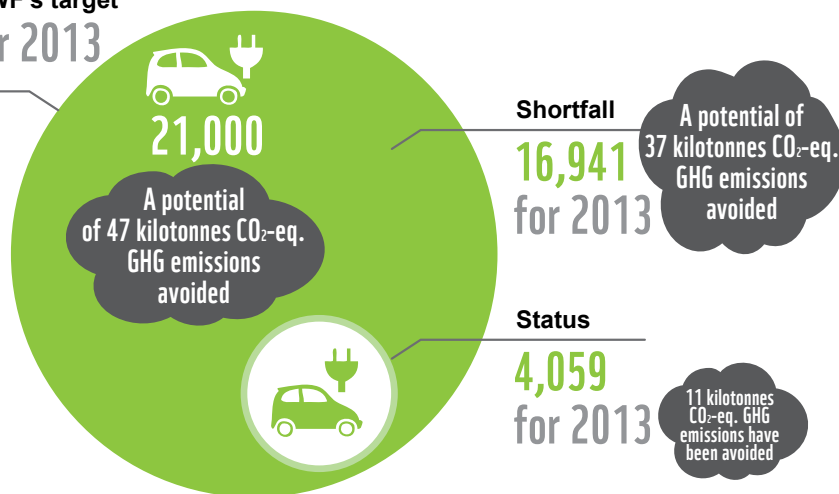 target
2013
21,000
A potential
of 47 kilotonnes CO₂-eq.
GHG emissions
avoided
Shortfall
16,941
for 2013
A potential of
37 kilotonnes CO₂-eq.
GHG emissions
avoided
Status
4,059
for 2013
11 kilotonnes
CO₂-eq. GHG
emissions have
been avoided